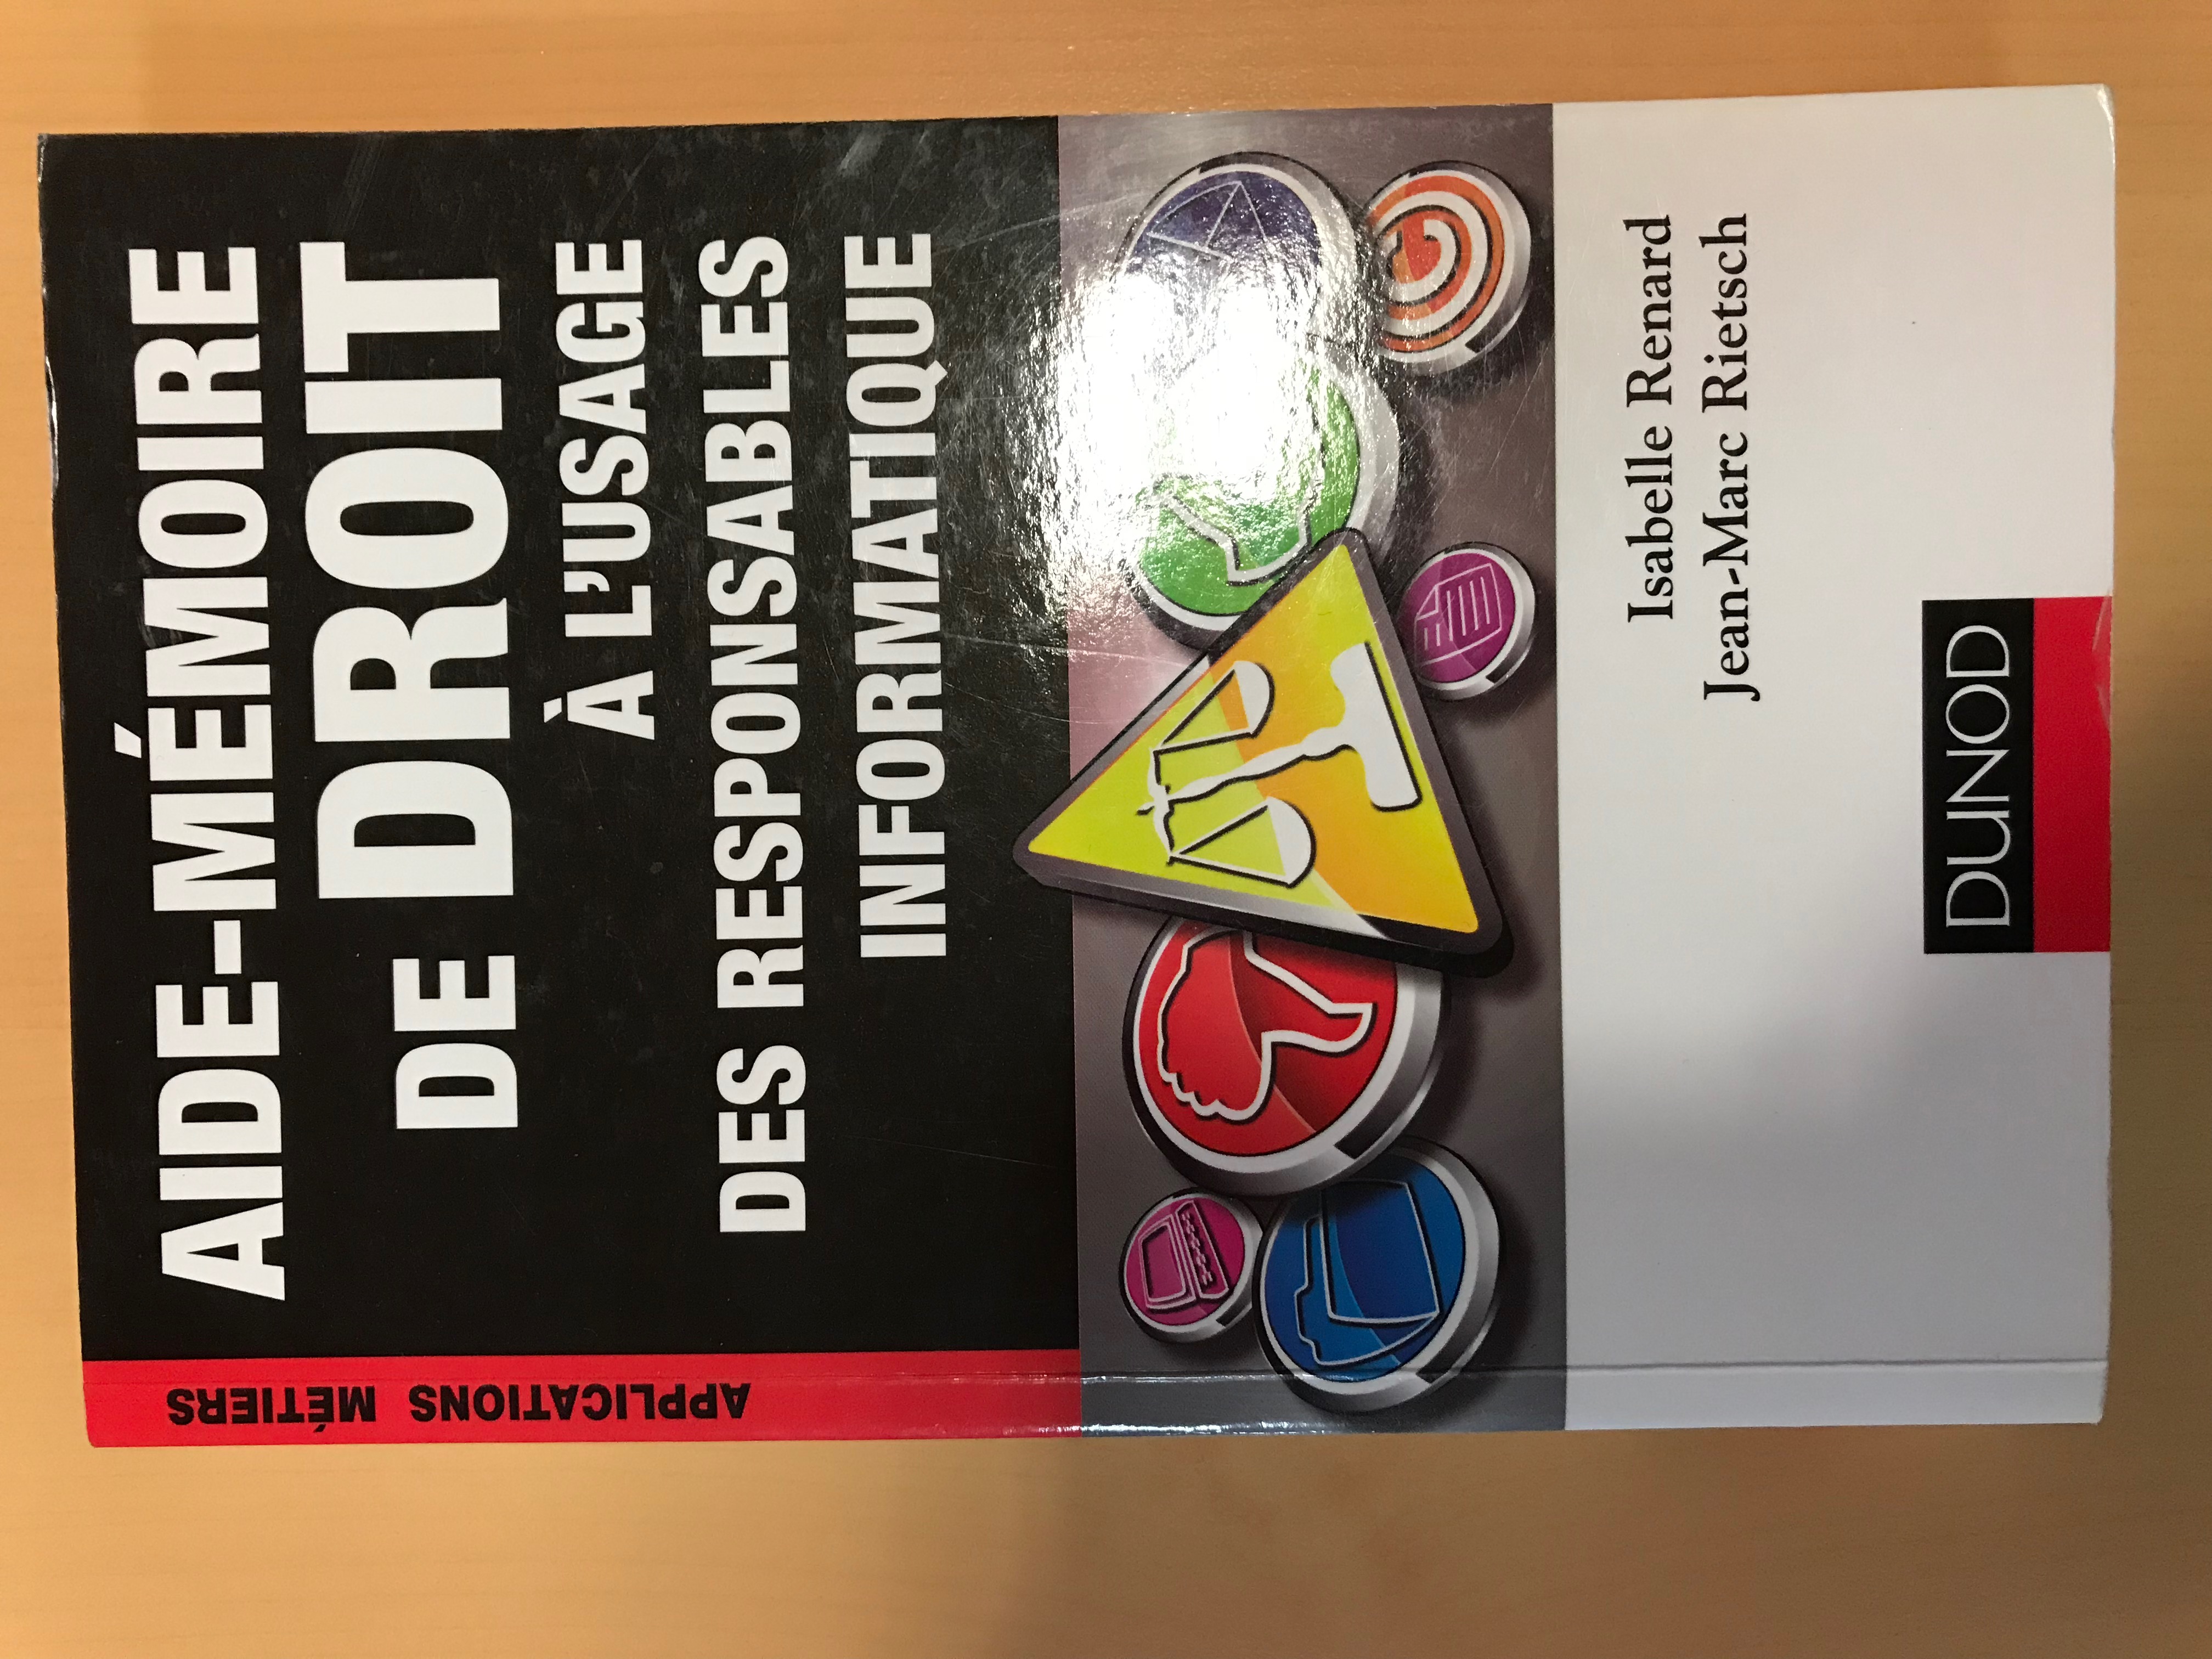 APPLICATIONS MÉTIERS
AIDE-MÉMOIRE
DE DROIT
À L'USAGE
DES RESPONSABLES
INFORMATIQUE
C
Isabelle Renard
Jean-Marc Rietsch
DUNOD